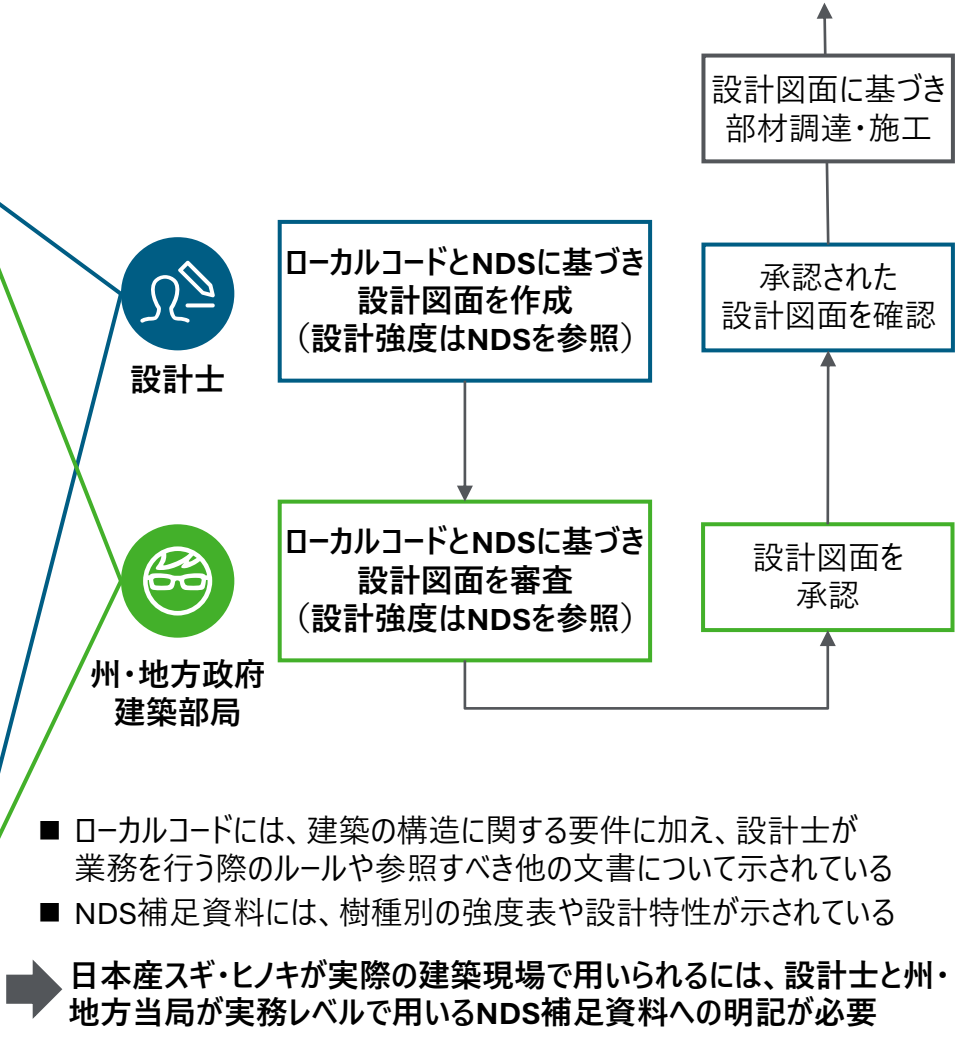 設計図面に基づき
部材調達・施工
ローカルコードとNDSに基づき
設計図面を作成
（設計強度はNDSを参照）
承認された
設計図面を確認
設計士
ローカルコードとNDSに基づき
設計図面を審査
（設計強度はNDSを参照）
設計図面を
承認
州・地方政府
建築部局
■ ローカルコードには、建築の構造に関する要件に加え、設計士が
業務を行う際のルールや参照すべき他の文書について示されている
■ NDS補足資料には、樹種別の強度表や設計特性が示されている
日本産スギ・ヒノキが実際の建築現場で用いられるには、設計士と州・
地方当局が実務レベルで用いるNDS補足資料への明記が必要